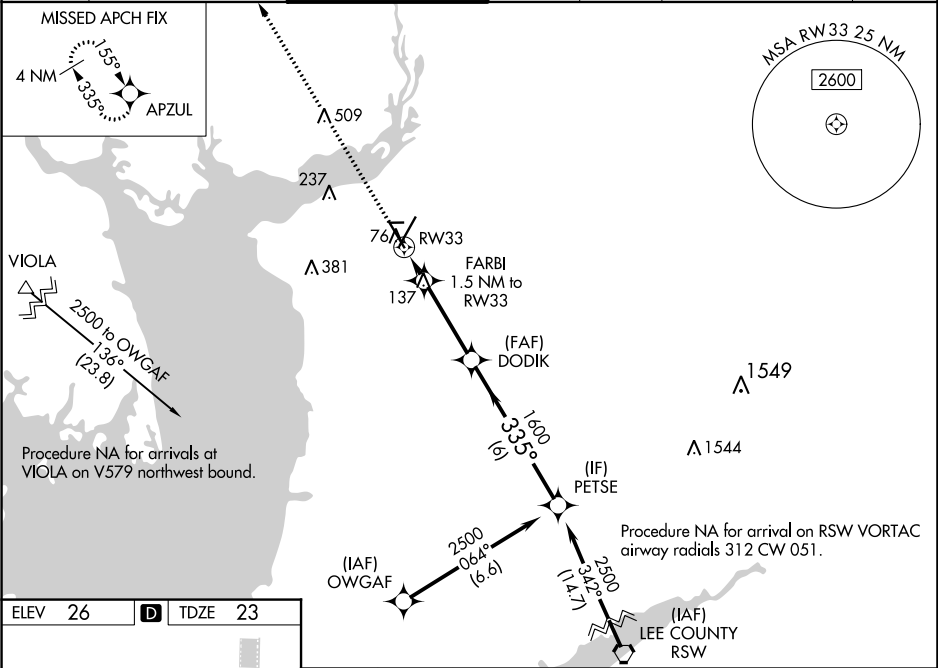 MISSED APCH FIX
4 NM
155°
335°
APZUL
509
237
76
RW33
381
FARBI
1.5 NM to
RW33
137
MSA RW33 25 NM
2600
VIOLA
2500 to OWGAF
136°
(23.8)
(FAF)
DODIK
1549
1544
1600
335°
(6)
Procedure NA for arrivals at
VIOLA on V579 northwest bound.
(IF)
PETSE
Procedure NA for arrival on RSW VORTAC
airway radials 312 CW 051.
(IAF)
OWGAF
2500
064°
(6.6)
2500
342°
(14.7)
(IAF)
LEE COUNTY
RSW
ELEV 26 D TDZE 23